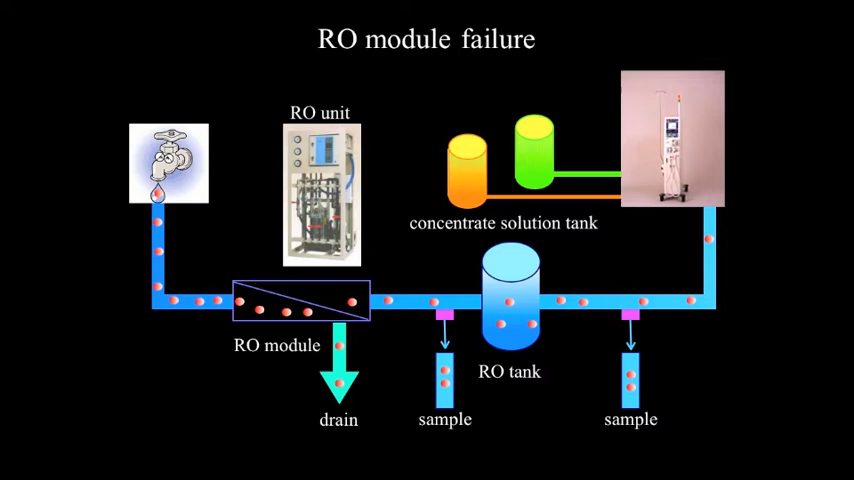 RO module failure
RO unit
concentrate solution tank
RO module
RO tank
drain
sample
sample